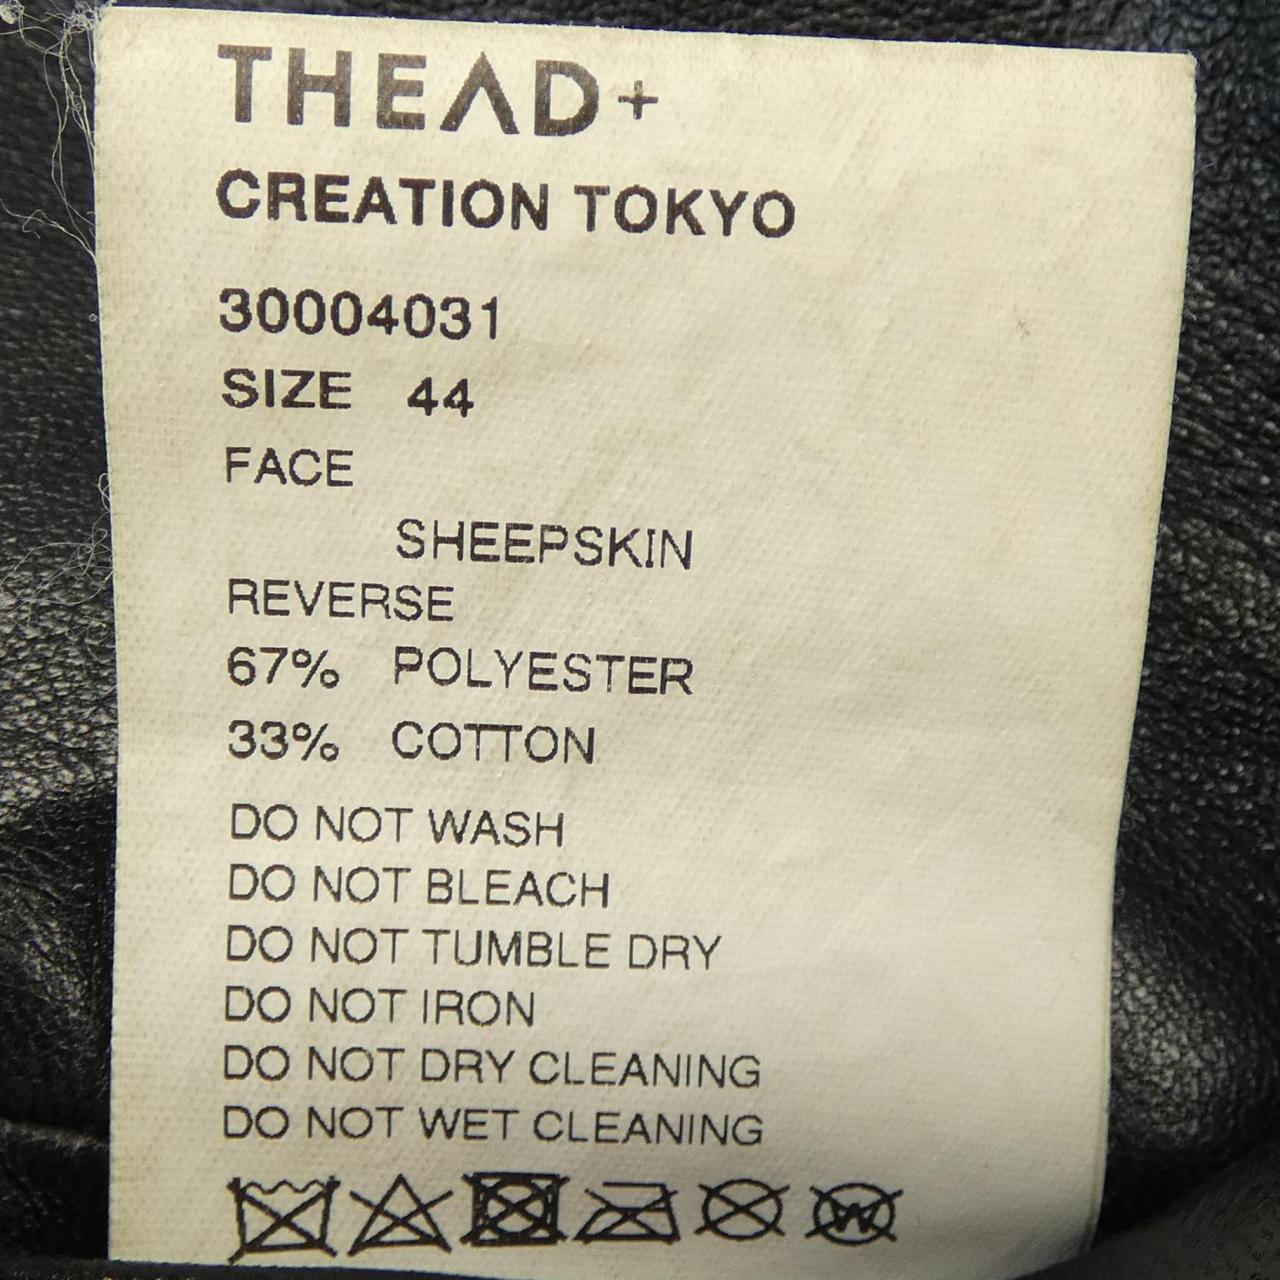 THEAD+
CREATION TOKYO
30004031
SIZE 44
FACE
SHEEPSKIN
REVERSE
67% POLYESTER
33% COTTON
DO NOT WASH
DO NOT BLEACH
DO NOT TUMBLE DRY
DO NOT IRON
DO NOT DRY CLEANING
DO NOT WET CLEANING
W